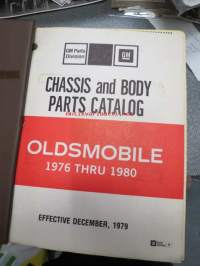 GM Parts
Division
GM
CHASSIS and BODY
PARTS CATALOG
OLDSMOBILE
1976 THRU 1980
EFFECTIVE DECEMBER, 1979